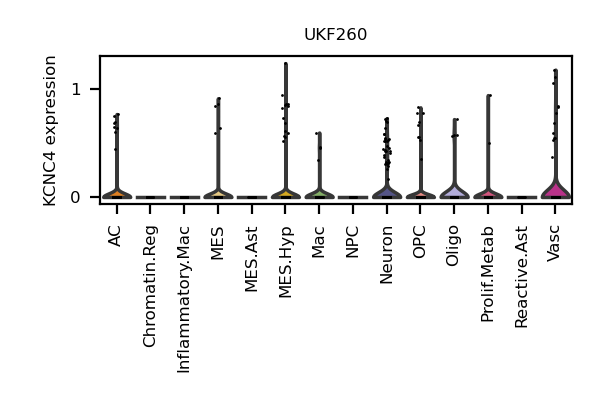 UKF260
KCNC4 expression
1
0
AC
Chromatin.Reg
Inflammatory.Mac
MES
MES.Ast
MES.Hyp
Mac
NPC
Neuron
OPC
Oligo
Prolif.Metab
Reactive.Ast
Vasc